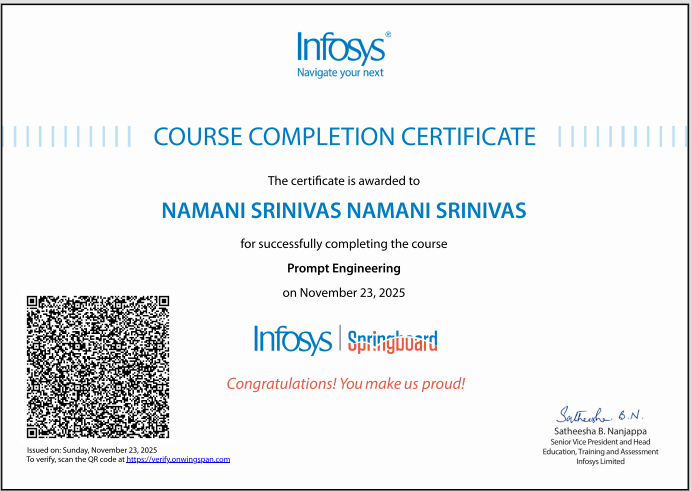 Infosys®
Navigate your next
COURSE COMPLETION CERTIFICATE
The certificate is awarded to
NAMANI SRINIVAS NAMANI SRINIVAS
for successfully completing the course
Prompt Engineering
on November 23, 2025
Infosys | Springboard
Congratulations! You make us proud!
Satheesha B. N.
Satheesha B. Nanjappa
Senior Vice President and Head
Education, Training and Assessment
Infosys Limited
Issued on: Sunday, November 23, 2025
To verify, scan the QR code at https://verify.onwingspan.com